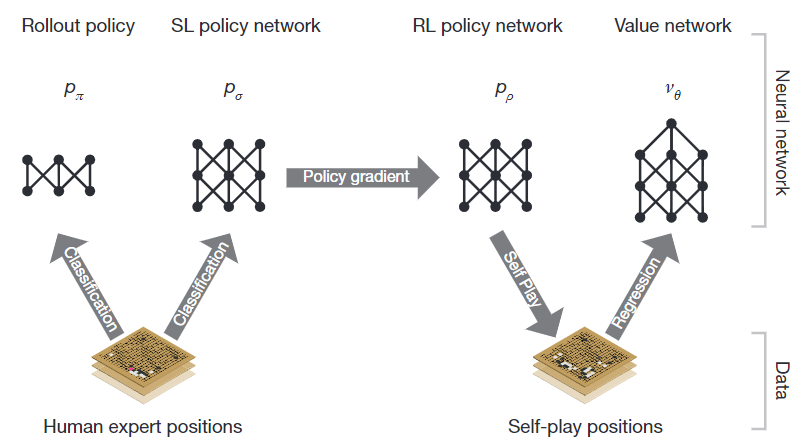 Rollout policy
SL policy network
RL policy network
Value network
pπ
pσ
pρ
νθ
Neural network
Policy gradient
Classification
Classification
Self Play
Regression
Data
Human expert positions
Self-play positions